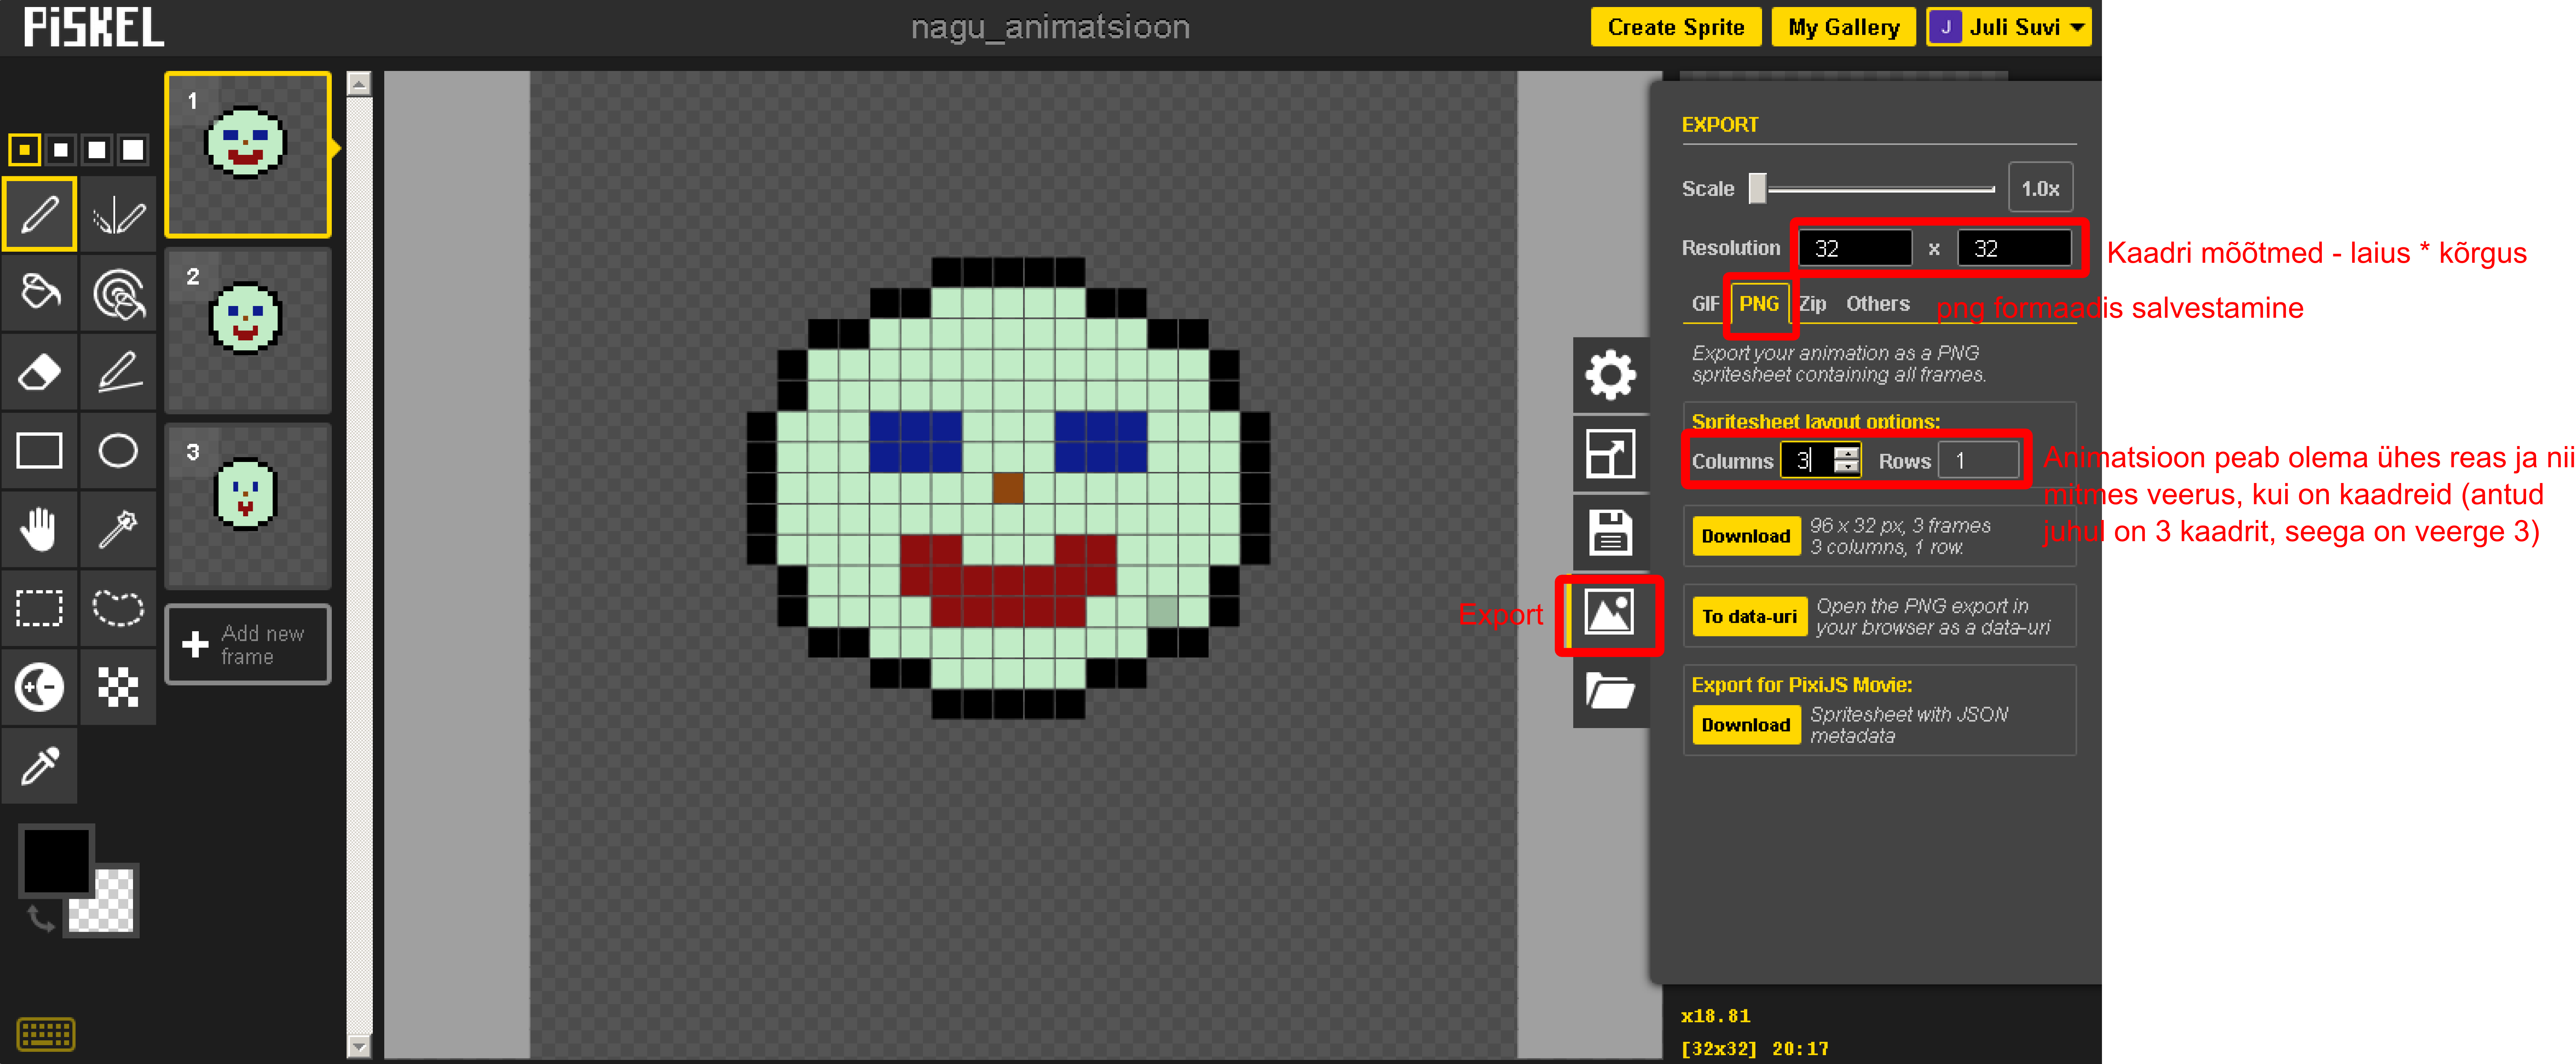 PiSKEL
nagu_animatsioon
Create Sprite
My Gallery
J
Juli Suvi
1
2
3
Add new
frame
EXPORT
Scale
1.0x
Resolution
32
x
32
Kaadri mõõtmed - laius * kõrgus
GIF
PNG
Zip
Others
png formaadis salvestamine
Export your animation as a PNG
spritesheet containing all frames.
Spritesheet layout options:
Columns
3
Rows
1
Animatsioon peab olema ühes reas ja nii
mitmes veerus, kui on kaadreid (antud
juhul on 3 kaadrit, seega on veerge 3)
Download
96 x 32 px, 3 frames
3 columns, 1 row.
Export
To data-uri
Open the PNG export in
your browser as a data-uri
Export for PixiJS Movie:
Download
Spritesheet with JSON
metadata
x18.81
[32x32] 20:17